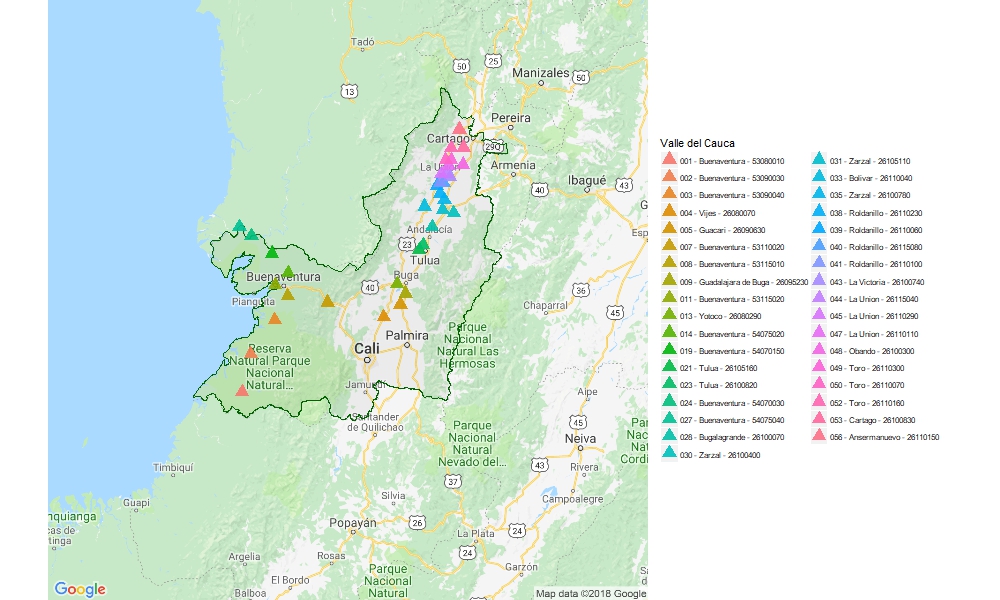 Tadó
50
25
Manizales
50
13
Pereira
Cartago
290
La Union
Armenia
Ibagué
43
40
Andalucía
23
Tulua
Buenaventura
Buga
40
36
Pianguita
Chaparral
45
Palmira
Parque
Nacional
Natural Las
Hermosas
Cali
Reserva
Natural Parque
Nacional
Natural...
Jamundí
Aipe
Santander
de Quilichao
Parque
Nacional
Natural
Nevado del...
45
Neiva
Timbiquí
43
Rivera
Guapi
Silvia
37
Campoalegre
Popayán
26
24
La Plata
24
Argelia
Rosas
Garzón
El Bordo
Parque
Nacional
Natural
Balboa
Google
Map data ©2018 Google
Valle del Cauca
001 - Buenaventura - 53080010
002 - Buenaventura - 53090030
003 - Buenaventura - 53090040
004 - Vijes - 26080070
005 - Guacari - 26090630
007 - Buenaventura - 53110020
008 - Buenaventura - 53115010
009 - Guadalajara de Buga - 26095230
011 - Buenaventura - 53115020
013 - Yotoco - 26080290
014 - Buenaventura - 54075020
019 - Buenaventura - 54070150
021 - Tulua - 26105160
023 - Tulua - 26100820
024 - Buenaventura - 54070030
027 - Buenaventura - 54075040
028 - Bugalagrande - 26100070
030 - Zarzal - 26100400
031 - Zarzal - 26105110
033 - Bolivar - 26110040
035 - Zarzal - 26100780
038 - Roldanillo - 26110230
039 - Roldanillo - 26110060
040 - Roldanillo - 26115080
041 - Roldanillo - 26110100
043 - La Victoria - 26100740
044 - La Union - 26115040
045 - La Union - 26110290
047 - La Union - 26110110
048 - Obando - 26100300
049 - Toro - 26110300
050 - Toro - 26110070
052 - Toro - 26110160
053 - Cartago - 26100830
056 - Ansermanuevo - 26110150